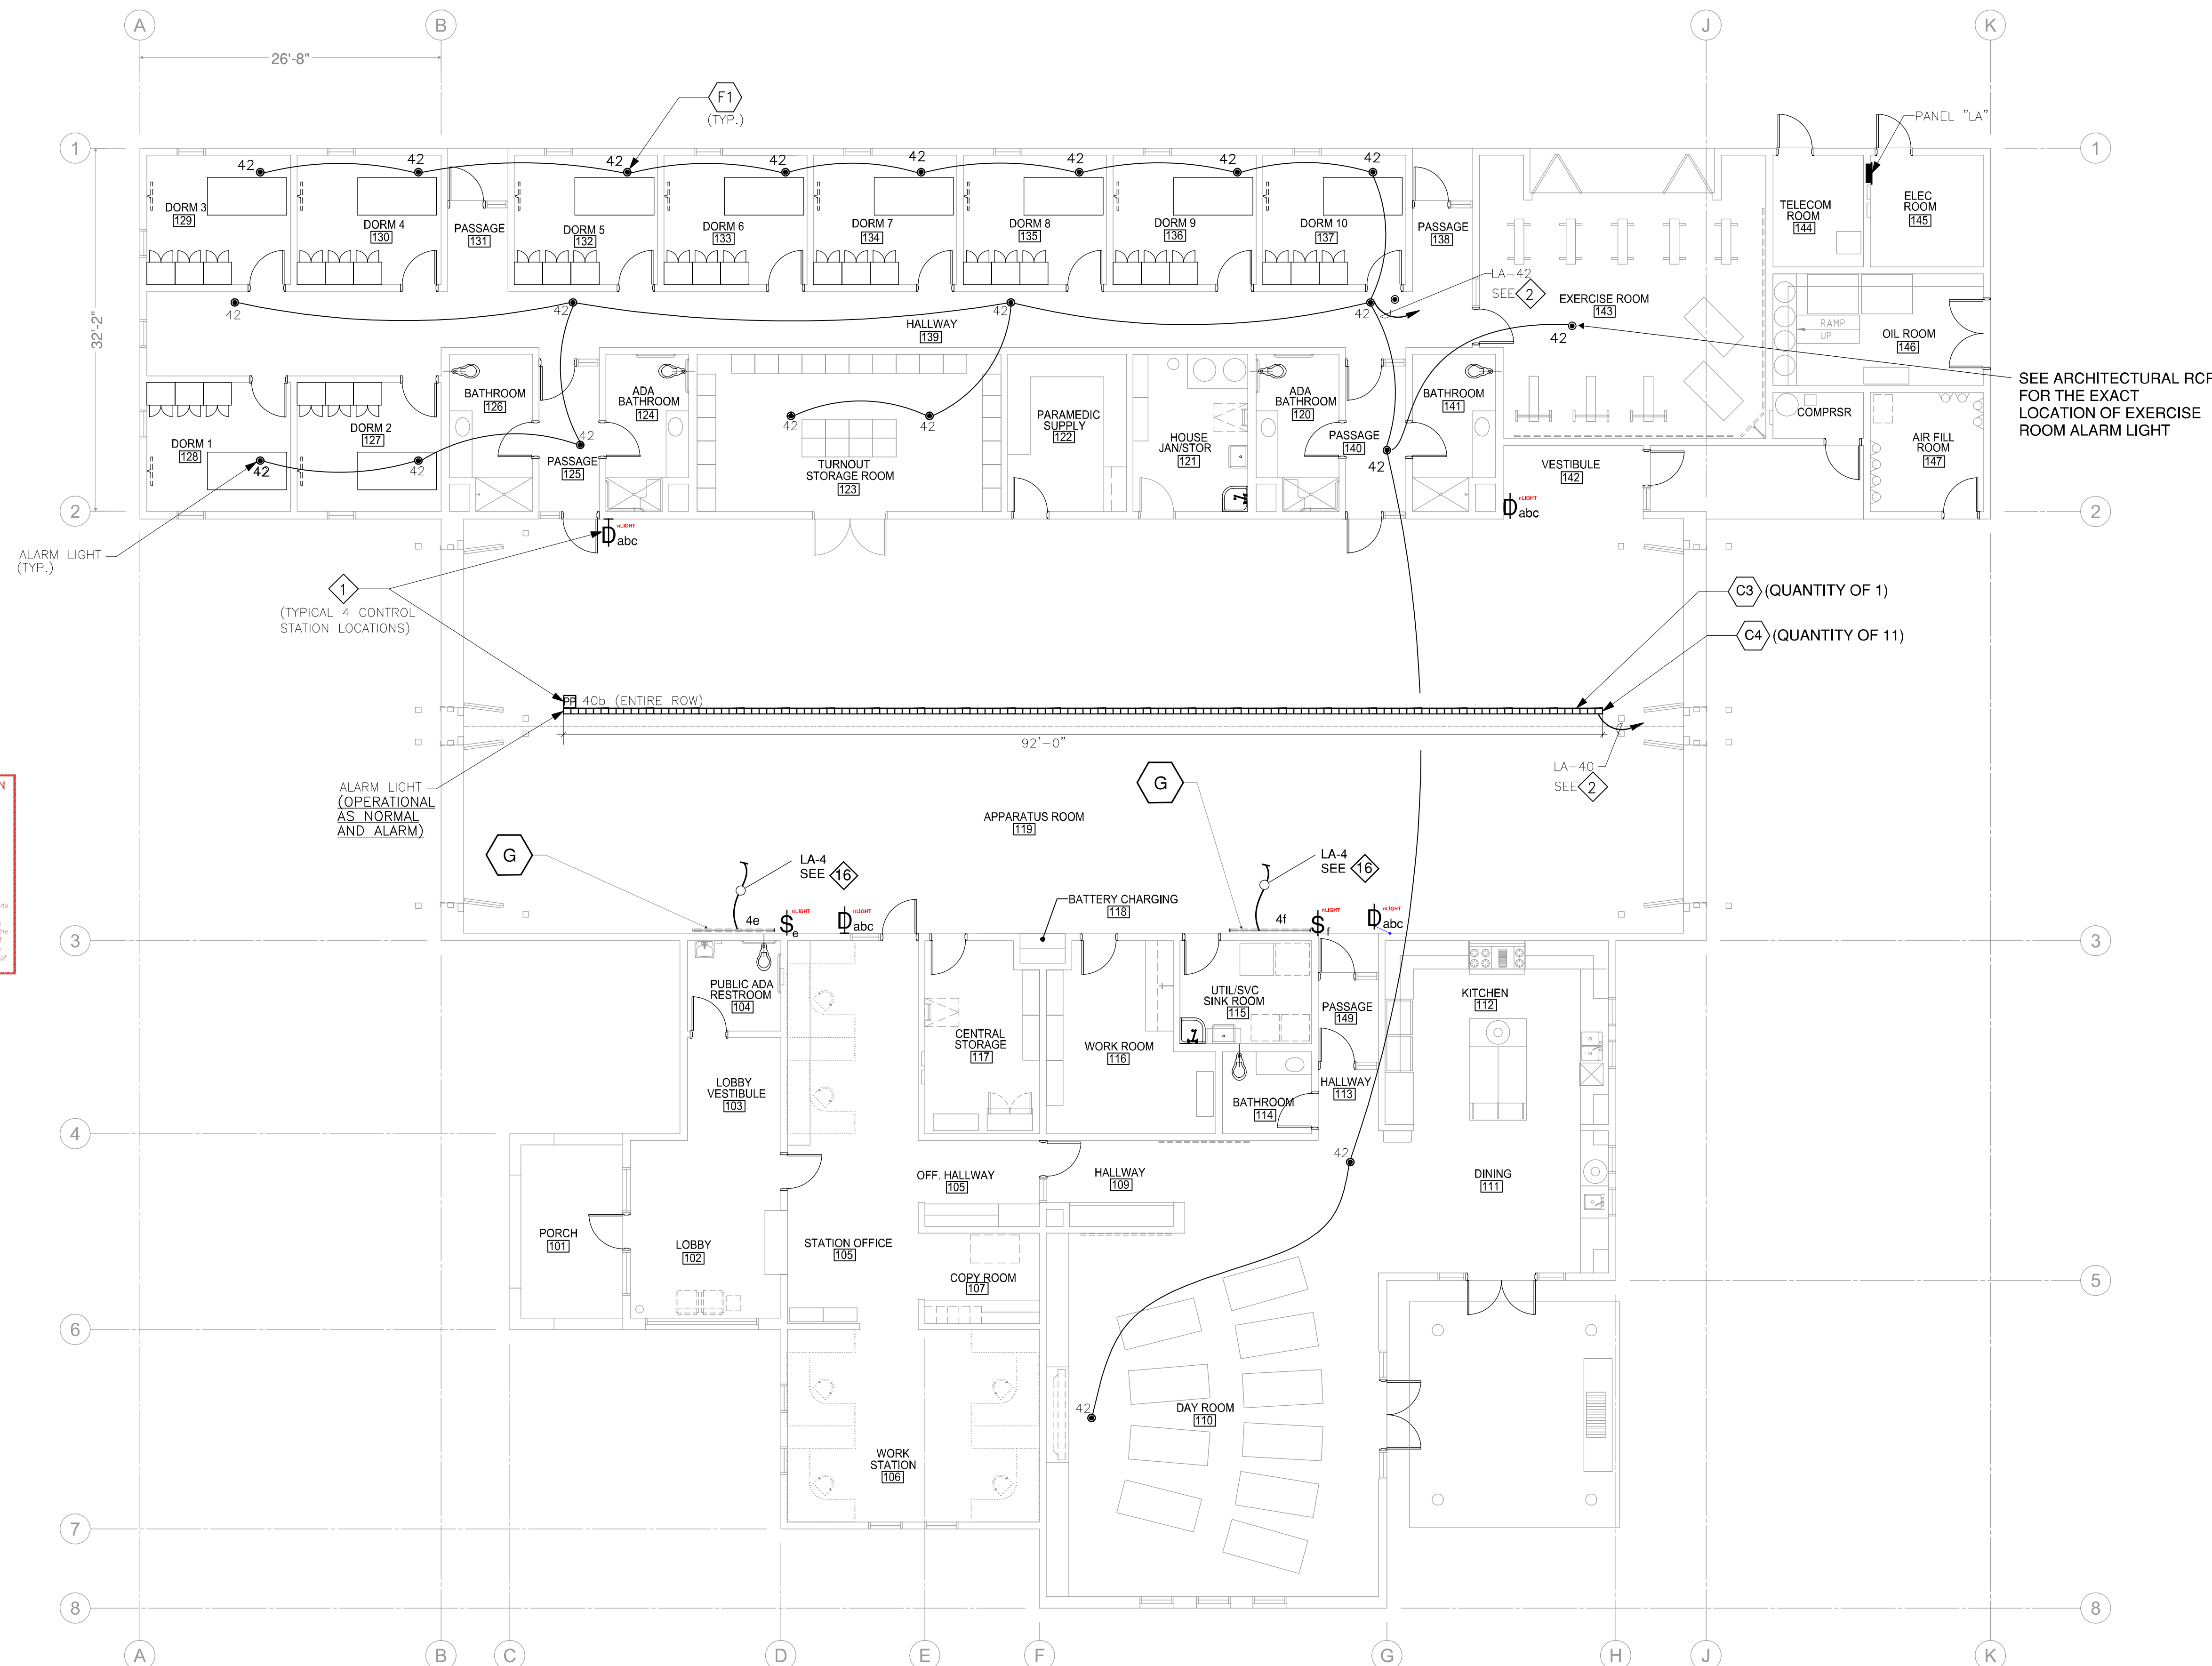 A
B
J
K
26'-8"
F1
(TYP.)
PANEL "LA"
1
1
42
42
42
42
42
42
42
42
32'-2"
DORM 3
129
DORM 4
130
PASSAGE
131
DORM 5
132
DORM 6
133
DORM 7
134
DORM 8
135
DORM 9
136
DORM 10
137
PASSAGE
138
TELECOM
ROOM
144
ELEC
ROOM
145
LA-42
SEE 2
EXERCISE ROOM
143
42
42
42
42
42
HALLWAY
139
RAMP
UP
OIL ROOM
146
SEE ARCHITECTURAL RCP
FOR THE EXACT
LOCATION OF EXERCISE
ROOM ALARM LIGHT
BATHROOM
126
ADA
BATHROOM
124
PARAMEDIC
SUPPLY
122
HOUSE
JAN/STOR
121
ADA
BATHROOM
120
BATHROOM
141
COMPRSR
DORM 1
128
DORM 2
127
42
42
42
42
42
42
PASSAGE
125
TURNOUT
STORAGE ROOM
123
PASSAGE
140
VESTIBULE
142
AIR FILL
ROOM
147
2
2
nLIGHT
D abc
nLIGHT
D abc
ALARM LIGHT
(TYP.)
1
(TYPICAL 4 CONTROL
STATION LOCATIONS)
C3 (QUANTITY OF 1)
C4 (QUANTITY OF 11)
PP 40b (ENTIRE ROW)
92'-0"
LA-40
SEE 2
ALARM LIGHT
(OPERATIONAL
AS NORMAL
AND ALARM)
G
G
APPARATUS ROOM
119
LA-4
SEE 16
LA-4
SEE 16
BATTERY CHARGING
118
4e
nLIGHT
$ e
nLIGHT
D abc
4f
nLIGHT
$ f
nLIGHT
D abc
3
3
PUBLIC ADA
RESTROOM
104
CENTRAL
STORAGE
117
WORK ROOM
116
UTIL/SVC
SINK ROOM
115
PASSAGE
149
KITCHEN
112
LOBBY
VESTIBULE
103
BATHROOM
114
HALLWAY
113
4
42
OFF. HALLWAY
105
HALLWAY
109
DINING
111
PORCH
101
LOBBY
102
STATION OFFICE
105
COPY ROOM
107
5
6
42
DAY ROOM
110
WORK
STATION
106
7
8
8
A
B
C
D
E
F
G
H
J
K